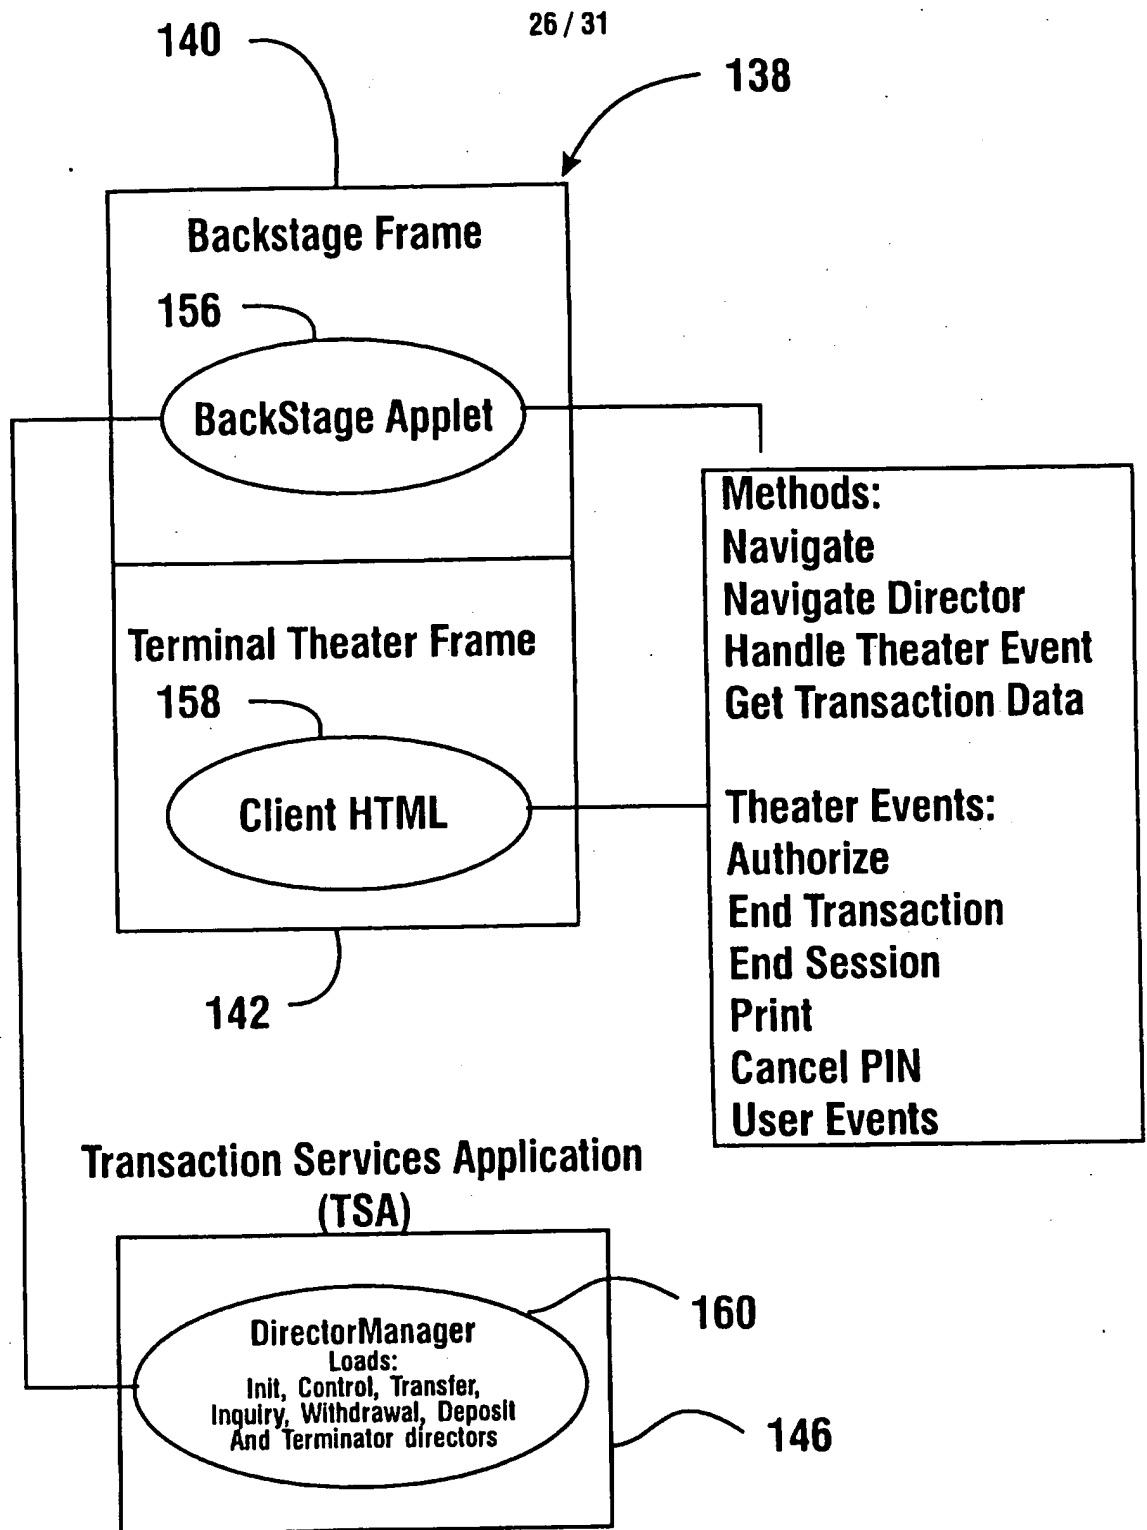 26 / 31
140
138
Backstage Frame
156
BackStage Applet
Methods:
Navigate
Navigate Director
Handle Theater Event
Get Transaction Data
Theater Events:
Authorize
End Transaction
End Session
Print
Cancel PIN
User Events
Terminal Theater Frame
158
Client HTML
142
Transaction Services Application
(TSA)
160
DirectorManager
Loads:
Init, Control, Transfer,
Inquiry, Withdrawal, Deposit
And Terminator directors
146